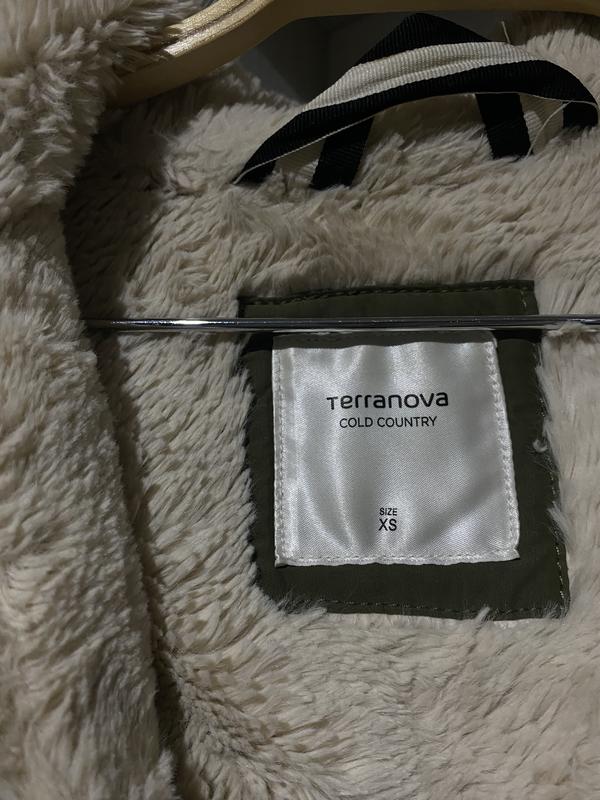 Terranova
COLD COUNTRY
SIZE
XS